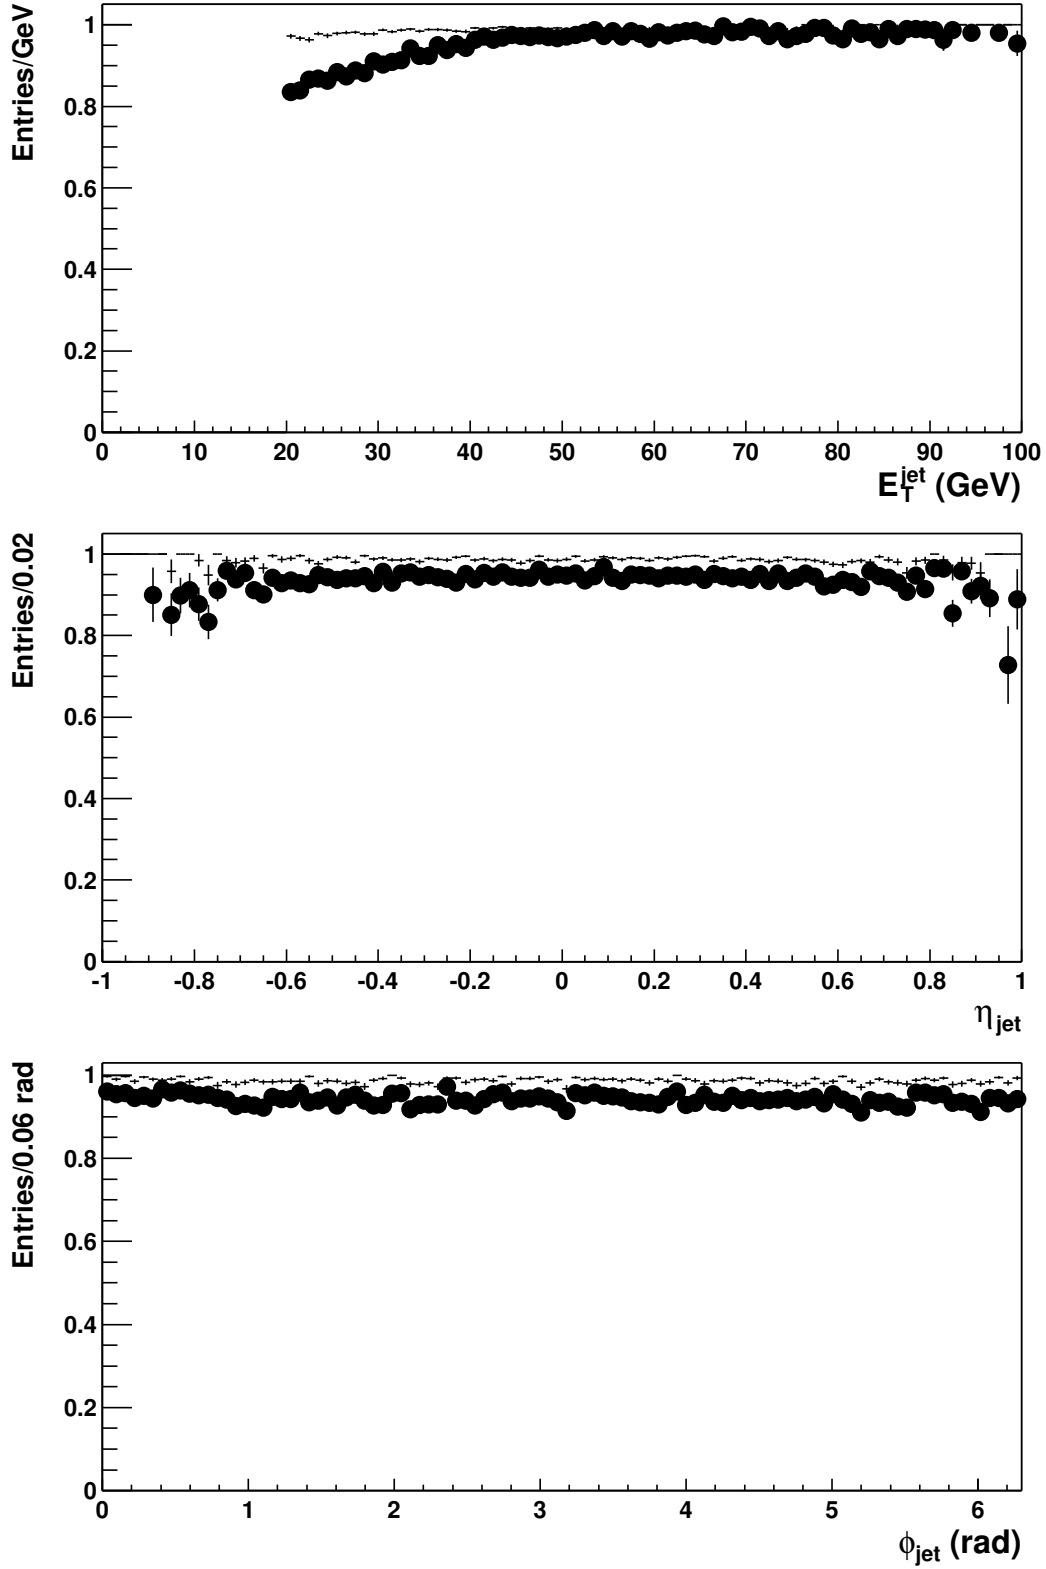 Entries/GeV
1
0.8
0.6
0.4
0.2
0
0 10 20 30 40 50 60 70 80 90 100
E_T^jet (GeV)
Entries/0.02
1
0.8
0.6
0.4
0.2
0
-1 -0.8 -0.6 -0.4 -0.2 0 0.2 0.4 0.6 0.8 1
η_jet
Entries/0.06 rad
1
0.8
0.6
0.4
0.2
0
0 1 2 3 4 5 6
ϕ_jet (rad)